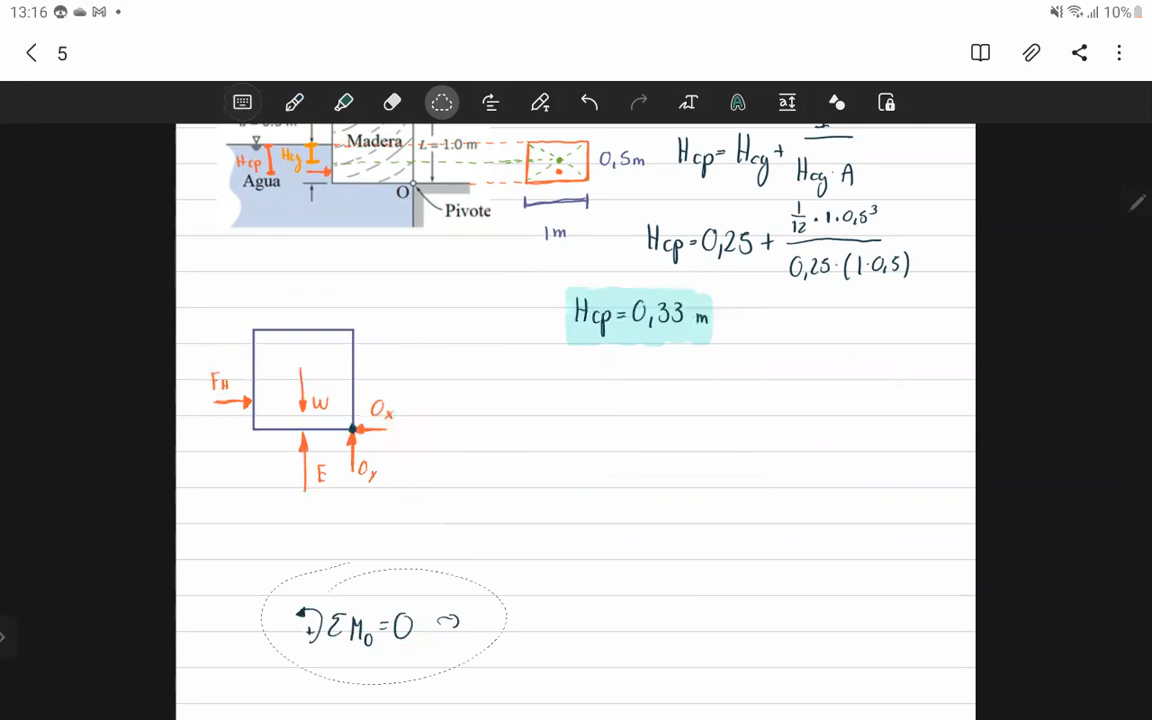 13:16
10%
5
Madera
L = 1.0 m
Hcp
Hcg
Agua
O
Pivote
0,5m
1m
Hcp = Hcg + I / Hcg · A
Hcp = 0,25 + 1/12 · 1 · 0,5³ / 0,25 · (1·0,5)
Hcp = 0,33 m
FH
W
Ox
E
Oy
+ ΣMo = 0 ⇒